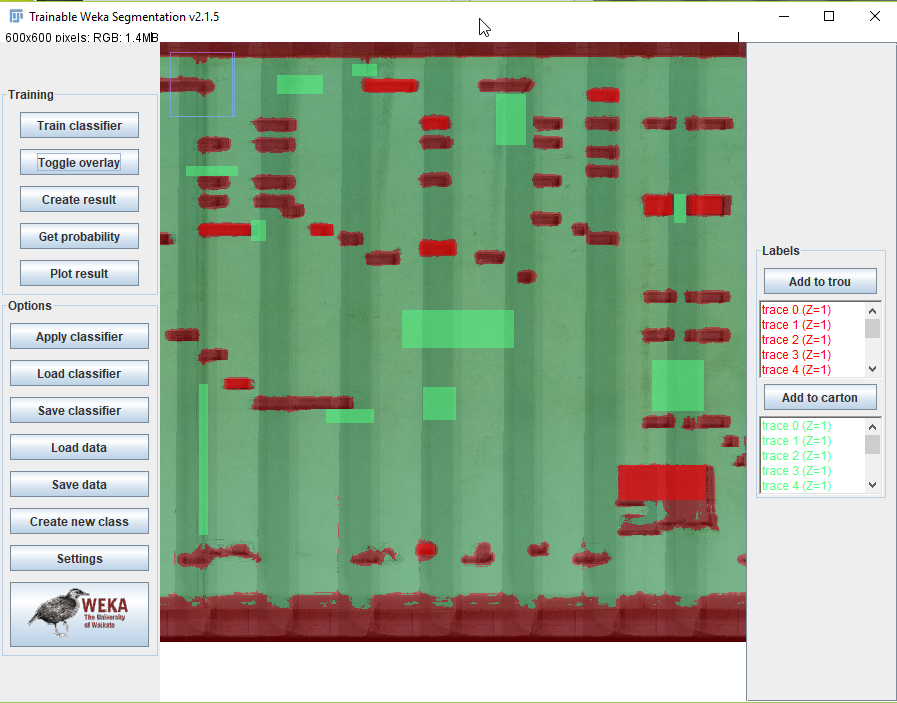 Trainable Weka Segmentation v2.1.5
600x600 pixels; RGB; 1.4MB
Training
Train classifier
Toggle overlay
Create result
Get probability
Plot result
Options
Apply classifier
Load classifier
Save classifier
Load data
Save data
Create new class
Settings
WEKA
The University
of Waikato
Labels
Add to trou
trace 0 (Z=1)
trace 1 (Z=1)
trace 2 (Z=1)
trace 3 (Z=1)
trace 4 (Z=1)
Add to carton
trace 0 (Z=1)
trace 1 (Z=1)
trace 2 (Z=1)
trace 3 (Z=1)
trace 4 (Z=1)